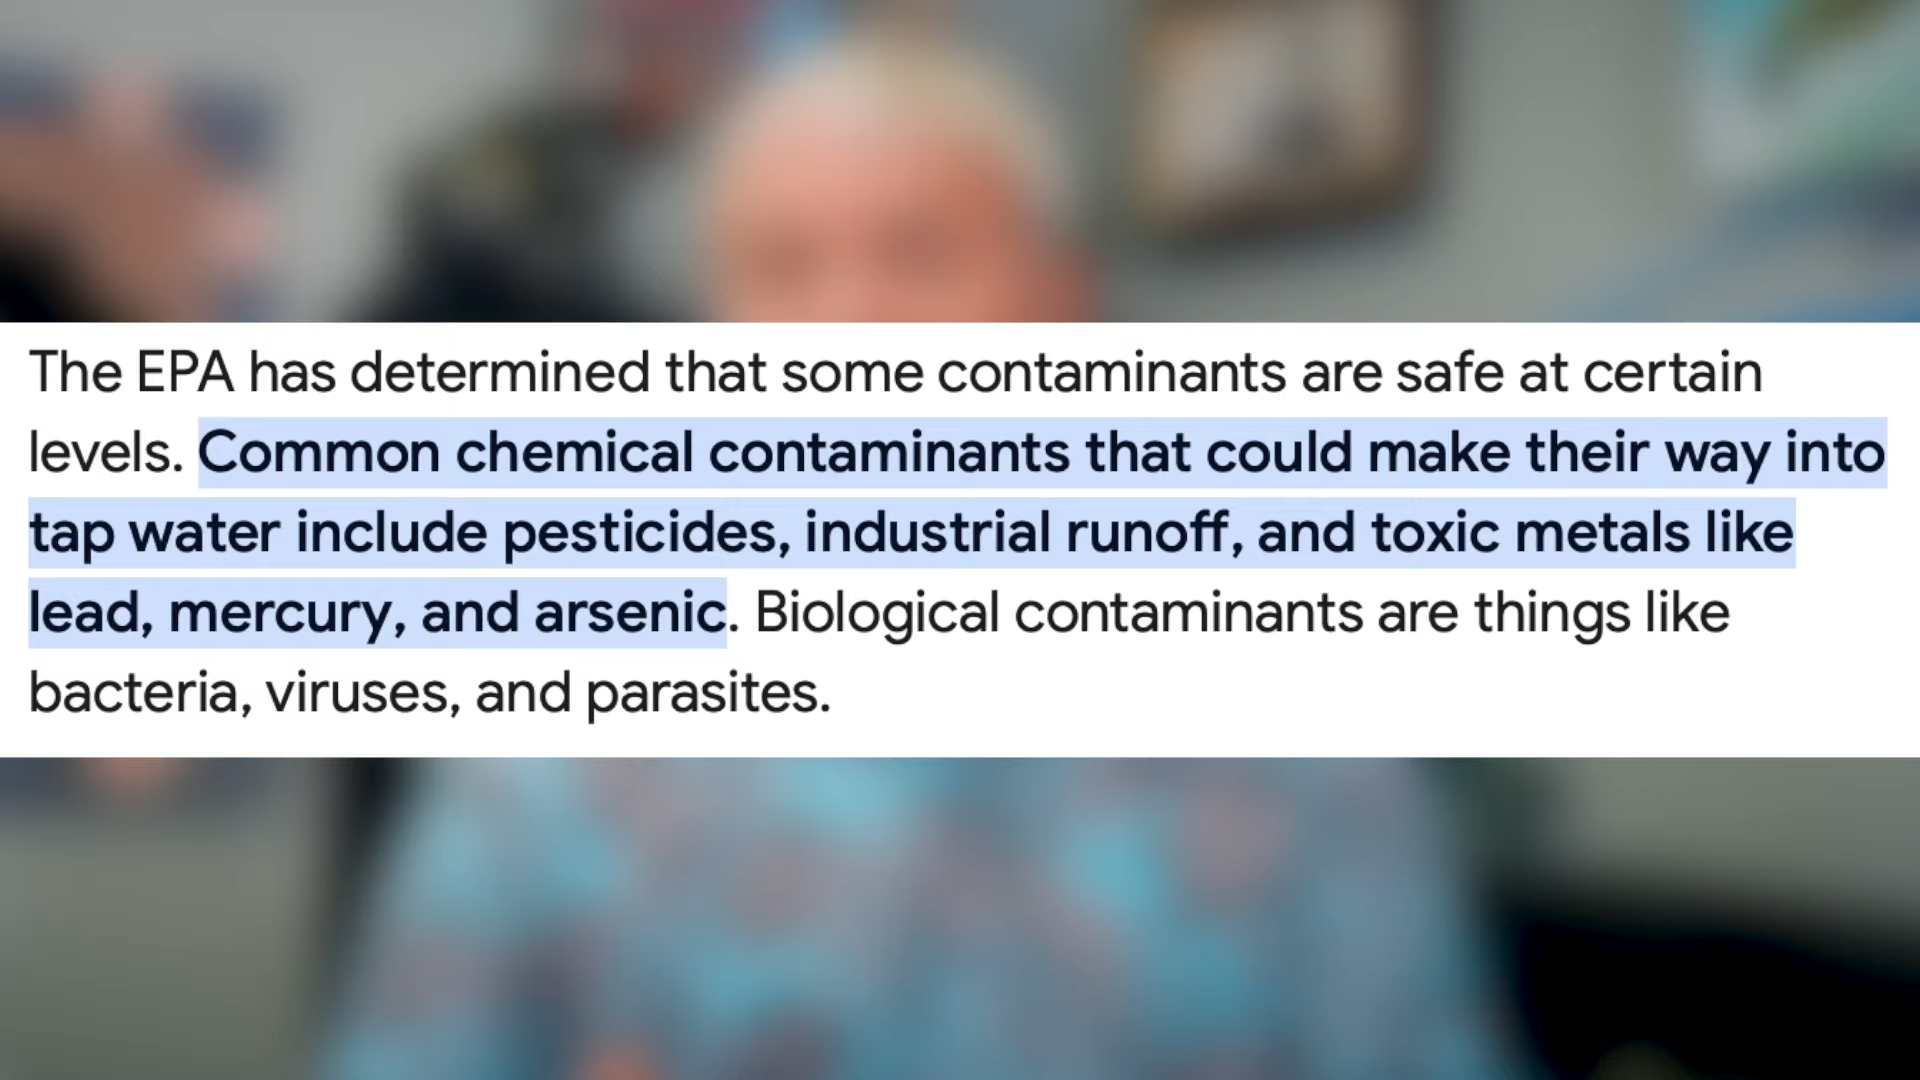 The EPA has determined that some contaminants are safe at certain
levels. Common chemical contaminants that could make their way into
tap water include pesticides, industrial runoff, and toxic metals like
lead, mercury, and arsenic. Biological contaminants are things like
bacteria, viruses, and parasites.